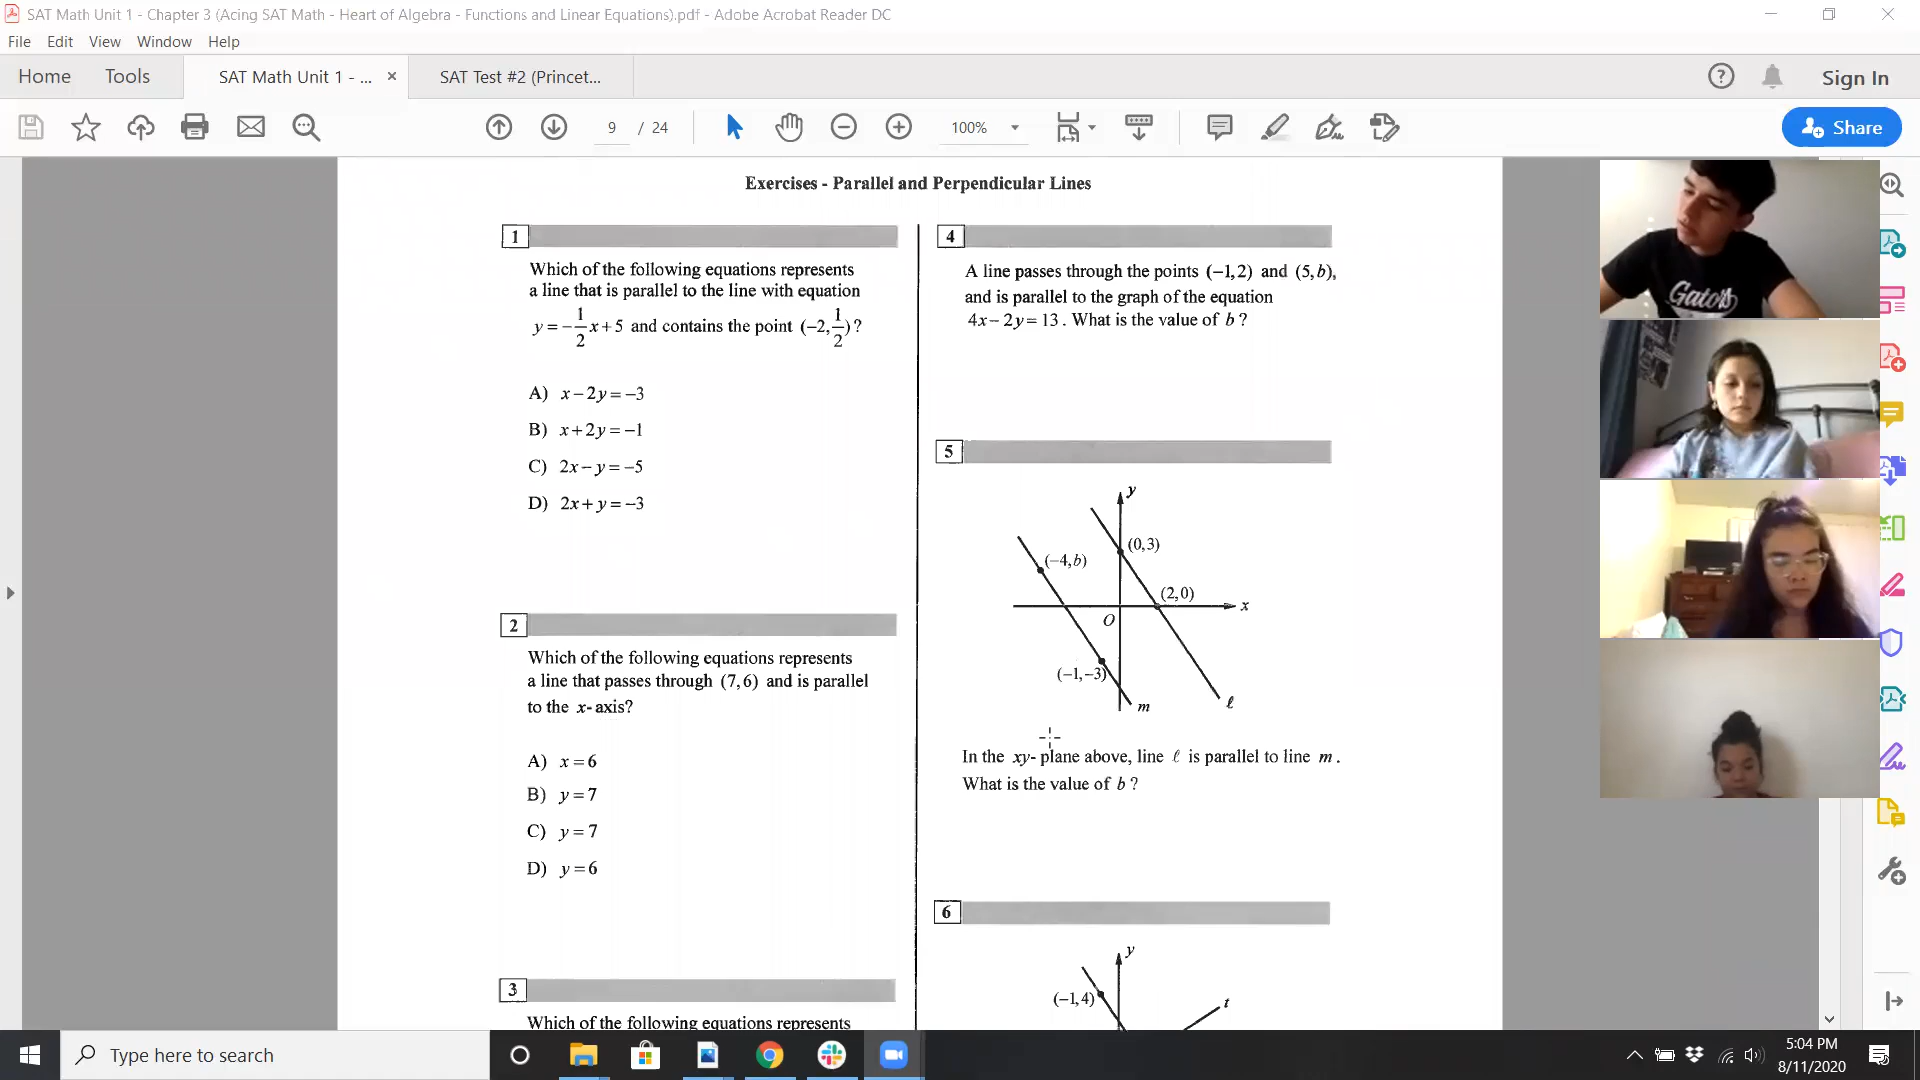 SAT Math Unit 1 - Chapter 3 (Acing SAT Math - Heart of Algebra - Functions and Linear Equations).pdf - Adobe Acrobat Reader DC
File Edit View Window Help
Home Tools SAT Math Unit 1 - ... × SAT Test #2 (Princet... Sign In
9 / 24 100% Share
Exercises - Parallel and Perpendicular Lines
1
Which of the following equations represents
a line that is parallel to the line with equation
y = -1/2 x + 5 and contains the point (-2, 1/2)?
A) x - 2y = -3
B) x + 2y = -1
C) 2x - y = -5
D) 2x + y = -3
2
Which of the following equations represents
a line that passes through (7,6) and is parallel
to the x-axis?
A) x = 6
B) y = 7
C) y = 7
D) y = 6
3
Which of the following equations represents
4
A line passes through the points (-1,2) and (5,b),
and is parallel to the graph of the equation
4x - 2y = 13. What is the value of b?
5
y
(0,3)
(-4,b)
(2,0)
x
O
(-1,-3)
m
ℓ
In the xy-plane above, line ℓ is parallel to line m.
What is the value of b?
6
y
(-1,4)
t
Gators
Type here to search
5:04 PM
8/11/2020